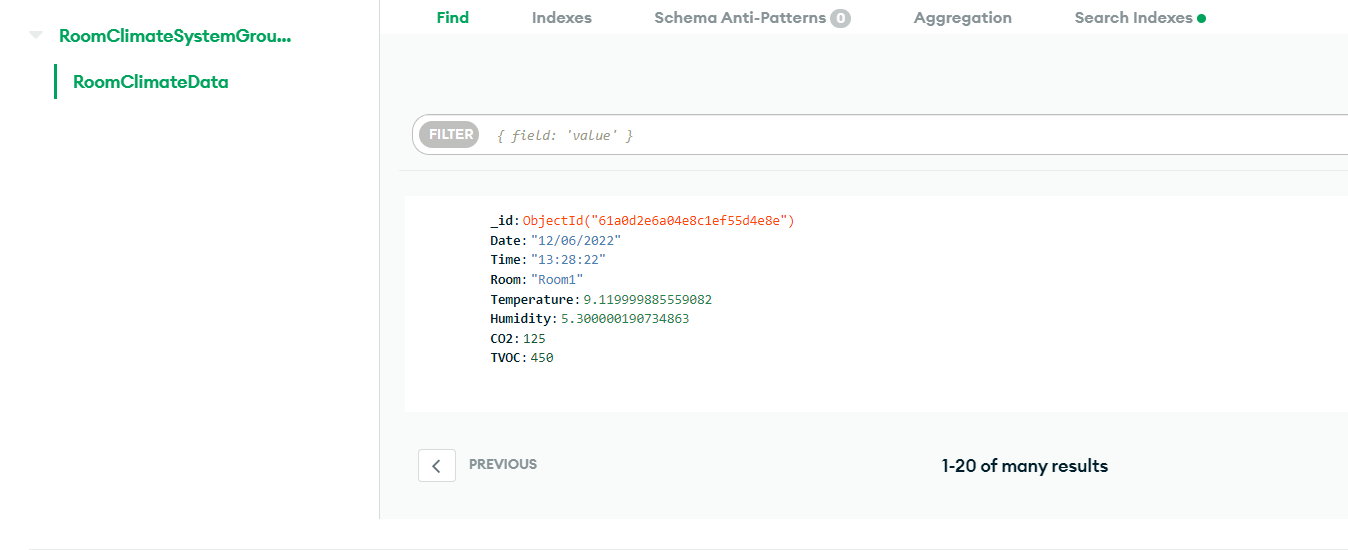 RoomClimateSystemGrou...
RoomClimateData
Find Indexes Schema Anti-Patterns 0 Aggregation Search Indexes
FILTER { field: 'value' }
_id: ObjectId("61a0d2e6a04e8c1ef55d4e8e")
Date: "12/06/2022"
Time: "13:28:22"
Room: "Room1"
Temperature: 9.119999885559082
Humidity: 5.300000190734863
CO2: 125
TVOC: 450
PREVIOUS
1-20 of many results